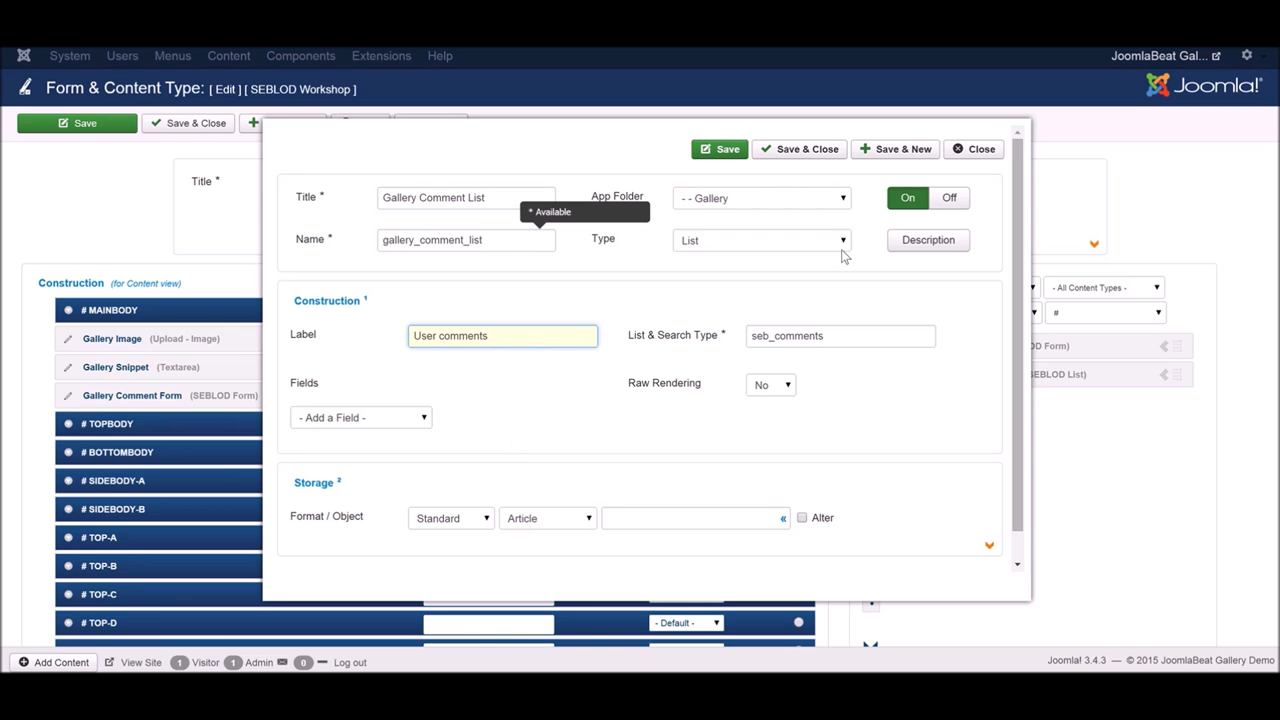 System Users Menus Content Components Extensions Help JoomlaBeat Gal...
Form & Content Type: [ Edit ] [ SEBLOD Workshop ] Joomla!®
Save Save & Close
Save Save & Close Save & New Close
Title *
Title * Gallery Comment List App Folder - - Gallery On Off
* Available
Name * gallery_comment_list Type List Description
Construction (for Content view)
- All Content Types -
#
# MAINBODY
Construction ¹
Gallery Image (Upload - Image)
Label User comments List & Search Type * seb_comments
OD Form)
Gallery Snippet (Textarea)
EBLOD List)
Fields Raw Rendering No
Gallery Comment Form (SEBLOD Form)
- Add a Field -
# TOPBODY
# BOTTOMBODY
# SIDEBODY-A
Storage ²
# SIDEBODY-B
Format / Object Standard Article « Alter
# TOP-A
# TOP-B
# TOP-C
# TOP-D - Default -
Add Content View Site 1 Visitor 1 Admin 0 Log out Joomla! 3.4.3 — © 2015 JoomlaBeat Gallery Demo